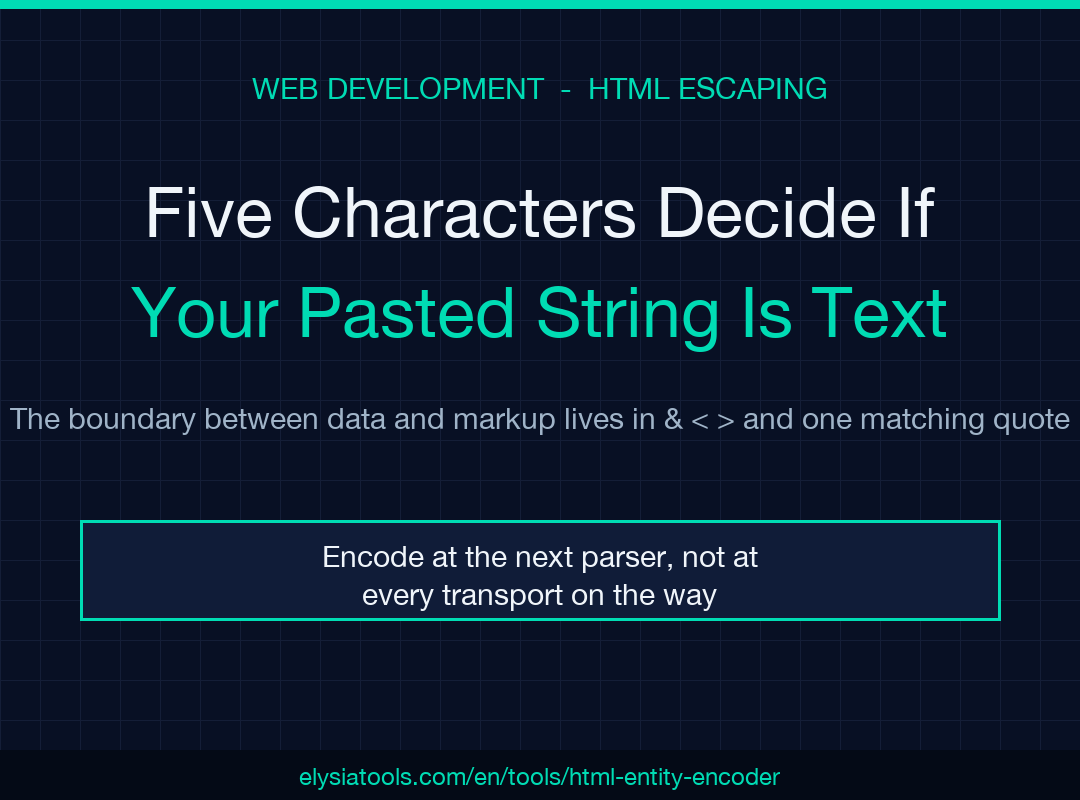 WEB DEVELOPMENT - HTML ESCAPING
Five Characters Decide If
Your Pasted String Is Text
The boundary between data and markup lives in & < > and one matching quote
Encode at the next parser, not at
every transport on the way
elysiatools.com/en/tools/html-entity-encoder